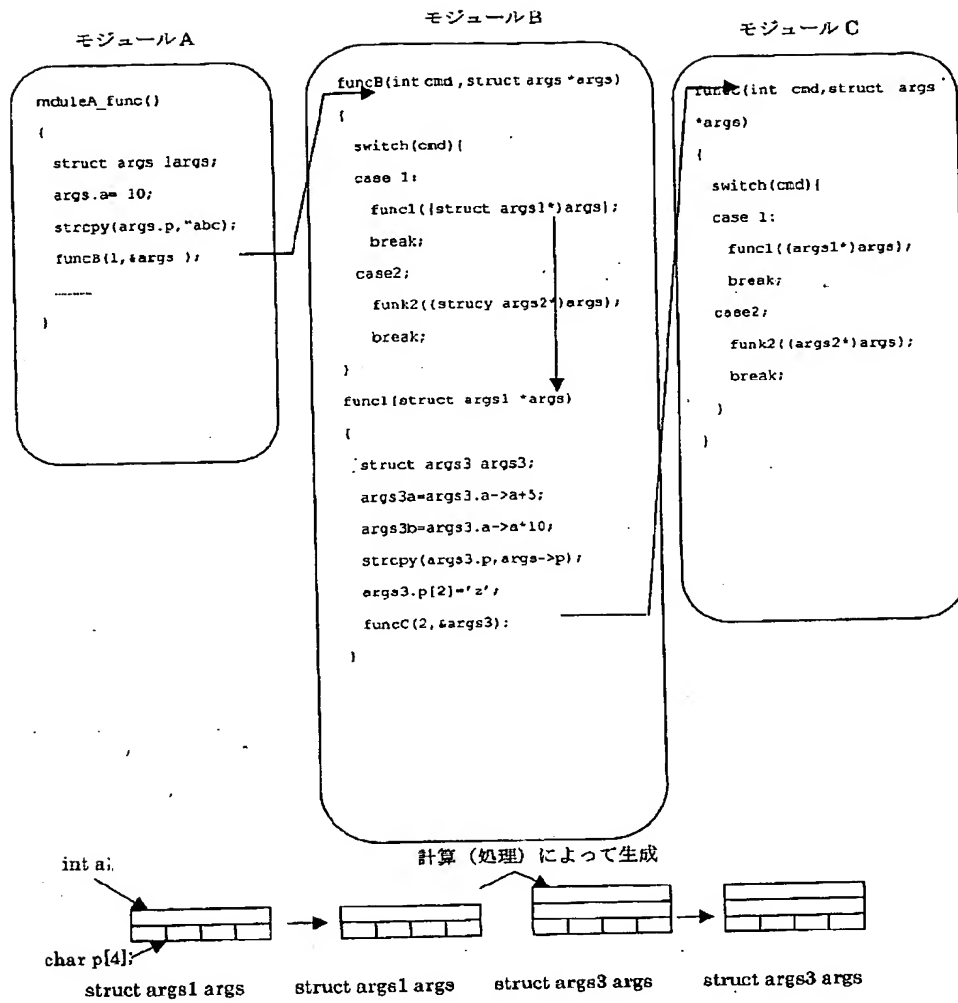 モジュール A
mduleA_func()
{
struct args largs;
args.a= 10;
strcpy(args.p,"abc);
funcB(1,&args );
}
モジュール B
funcB(int cmd,struct args *args)
{
switch(cmd){
case 1:
func1((struct args1*)args);
break;
case2;
funk2((strucy args2*)args);
break;
}
func1(struct args1 *args)
{
struct args3 args3;
args3a=args3.a->a+5;
args3b=args3.a->a*10;
strcpy(args3.p,args->p);
args3.p[2]='z';
funcC(2,&args3);
}
モジュール C
funcC(int cmd,struct args
*args)
{
switch(cmd){
case 1:
func1((args1*)args);
break;
case2;
funk2((args2*)args);
break;
}
}
計算(処理)によって生成
int a;
char p[4];
struct args1 args
struct args1 args
struct args3 args
struct args3 args